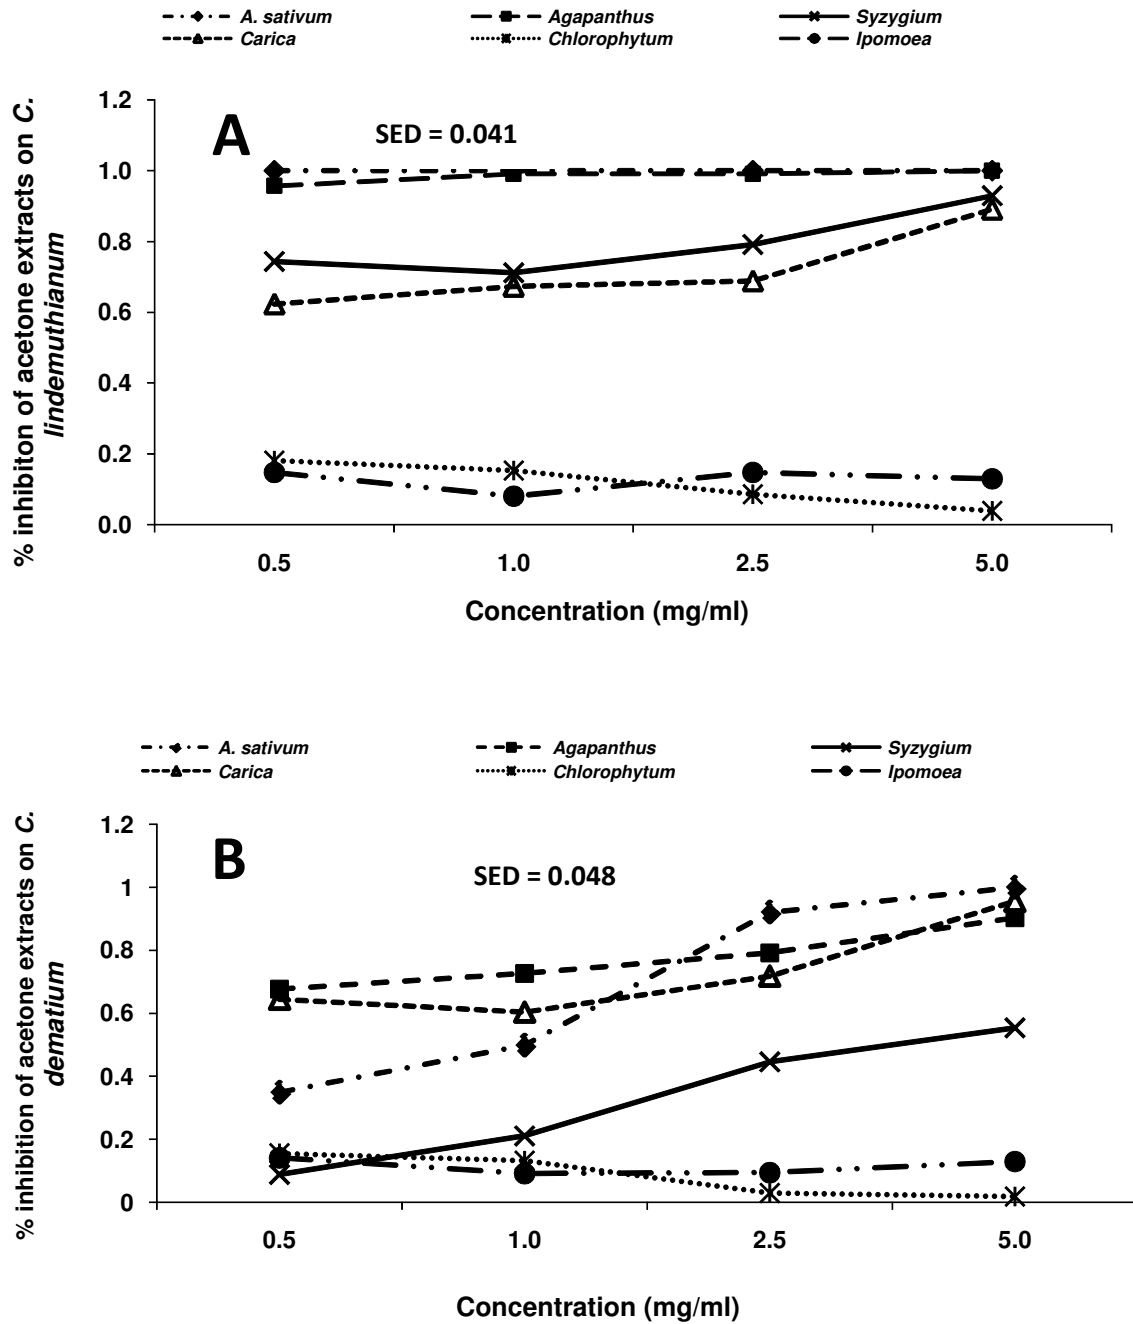 A. sativum Agapanthus Syzygium
Carica Chlorophytum Ipomoea
% inhibiton of acetone extracts on C.
lindemuthianum
A
SED = 0.041
1.2
1.0
0.8
0.6
0.4
0.2
0.0
0.5 1.0 2.5 5.0
Concentration (mg/ml)
A. sativum Agapanthus Syzygium
Carica Chlorophytum Ipomoea
% inhibition of acetone extracts on C.
dematium
B
SED = 0.048
1.2
1
0.8
0.6
0.4
0.2
0
0.5 1.0 2.5 5.0
Concentration (mg/ml)